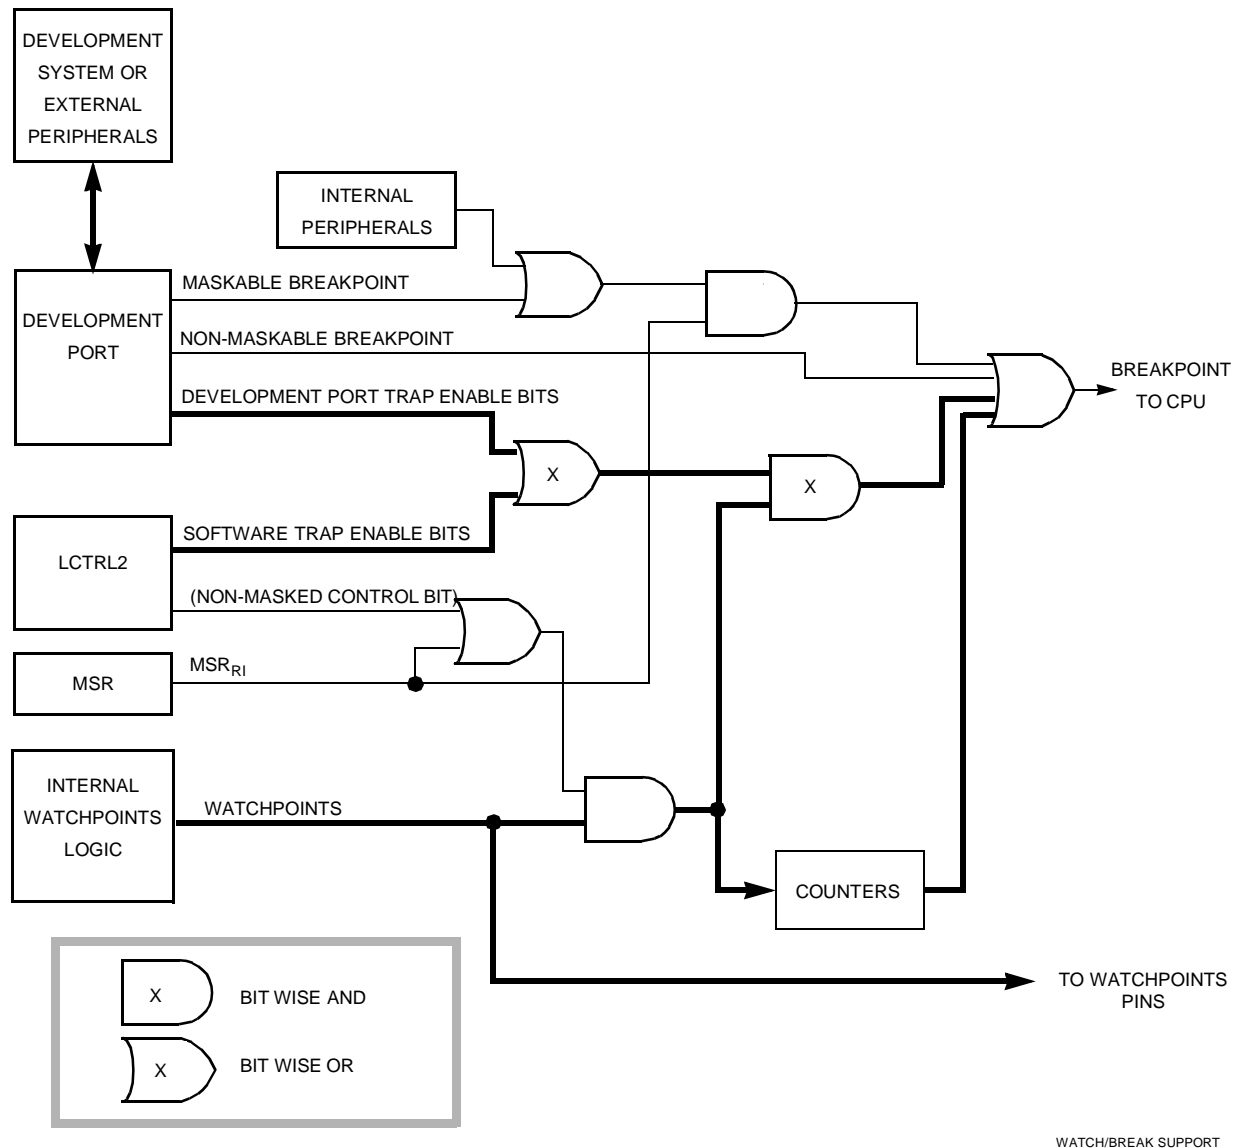 DEVELOPMENT
SYSTEM OR
EXTERNAL
PERIPHERALS
INTERNAL
PERIPHERALS
MASKABLE BREAKPOINT
DEVELOPMENT
PORT
NON-MASKABLE BREAKPOINT
BREAKPOINT
TO CPU
DEVELOPMENT PORT TRAP ENABLE BITS
X
X
SOFTWARE TRAP ENABLE BITS
LCTRL2
(NON-MASKED CONTROL BIT)
MSRRI
MSR
INTERNAL
WATCHPOINTS
LOGIC
WATCHPOINTS
COUNTERS
TO WATCHPOINTS
PINS
X BIT WISE AND
X BIT WISE OR
WATCH/BREAK SUPPORT